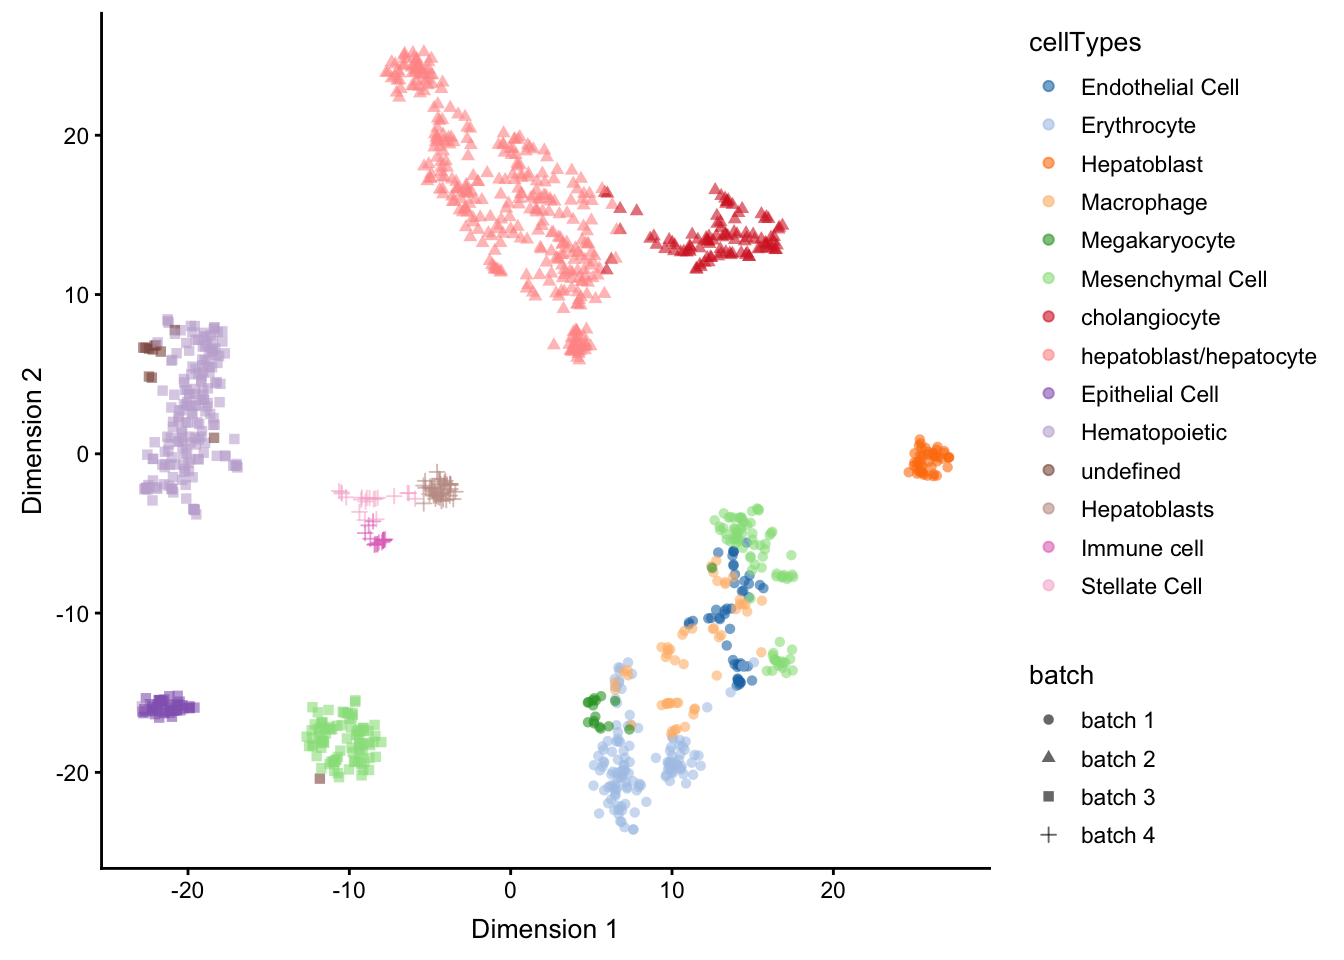 cellTypes
Endothelial Cell
Erythrocyte
Hepatoblast
Macrophage
Megakaryocyte
Mesenchymal Cell
cholangiocyte
hepatoblast/hepatocyte
Epithelial Cell
Hematopoietic
undefined
Hepatoblasts
Immune cell
Stellate Cell
batch
batch 1
batch 2
batch 3
batch 4
Dimension 2
20
10
0
-10
-20
-20 -10 0 10 20
Dimension 1